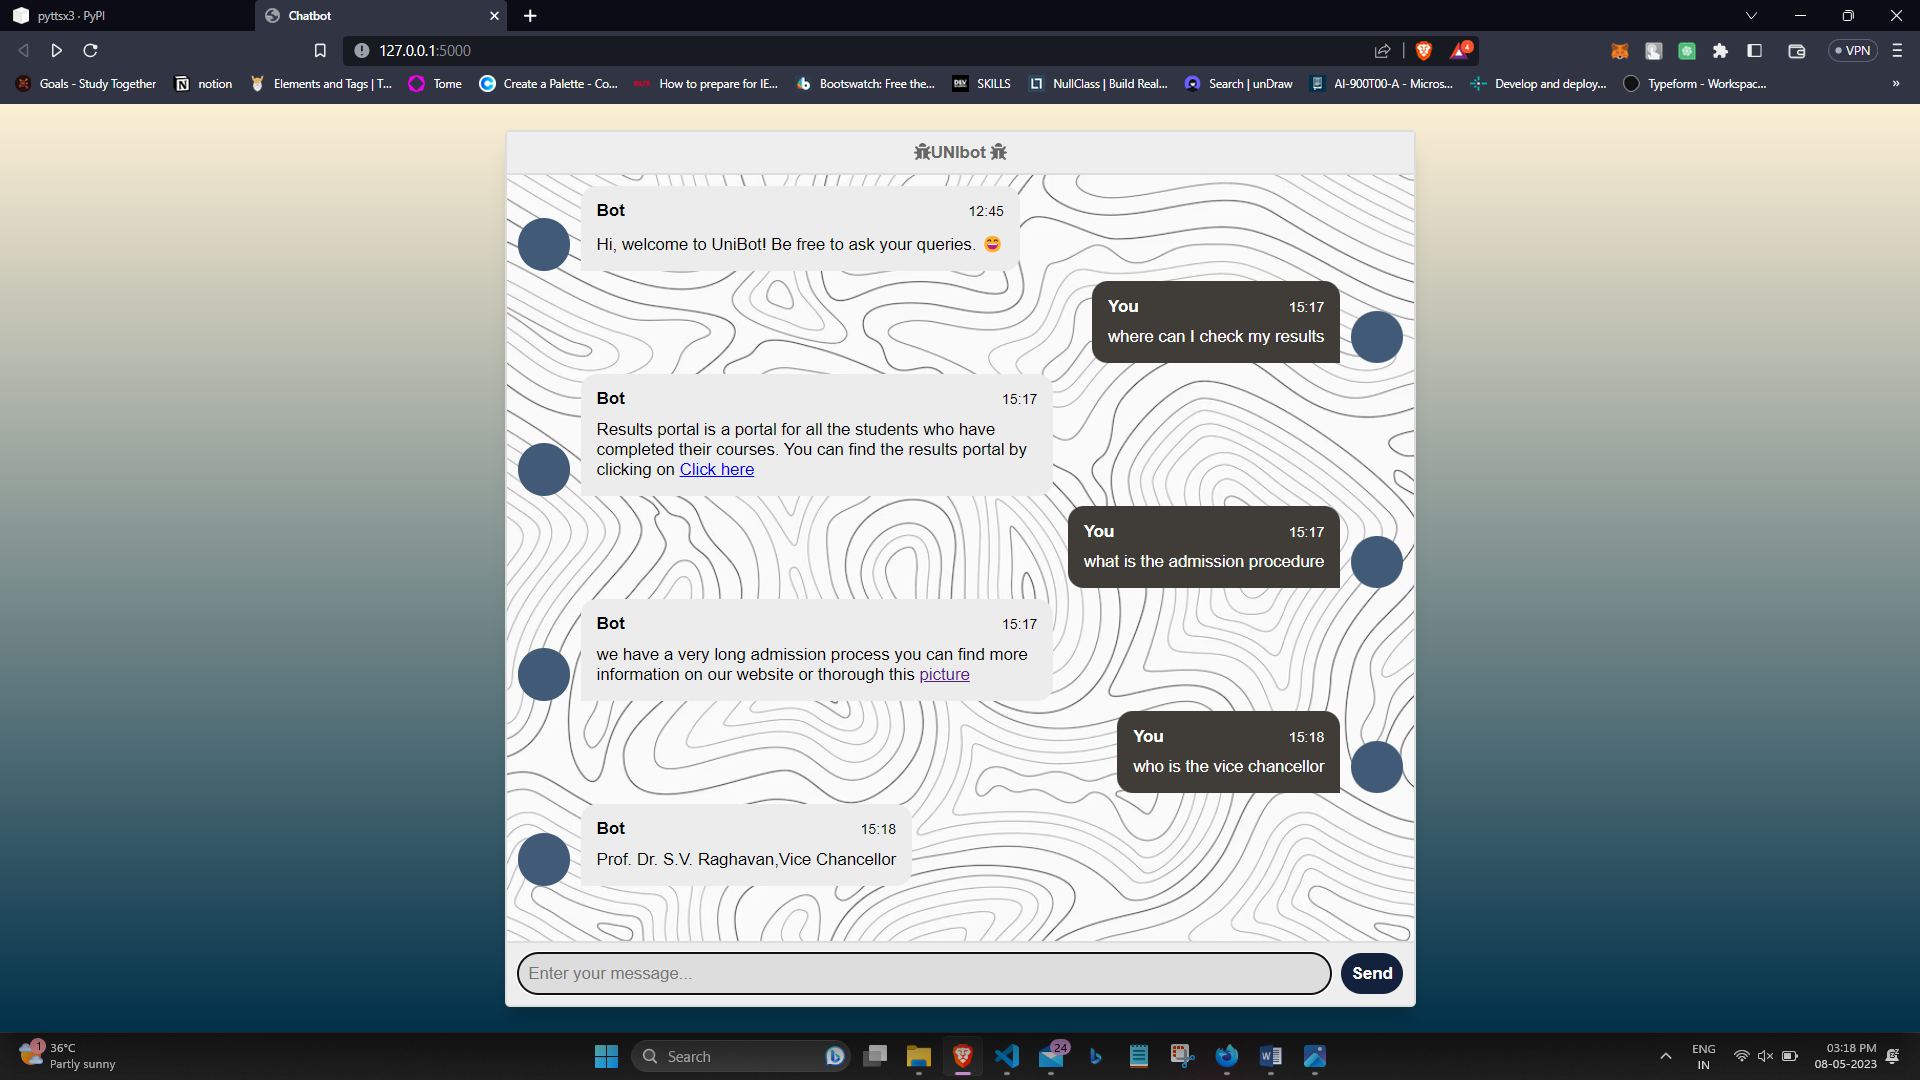 pyttsx3 · PyPI
Chatbot
127.0.0.1:5000
4
VPN
Goals - Study Together
notion
Elements and Tags | T...
Tome
Create a Palette - Co...
How to prepare for IE...
Bootswatch: Free the...
SKILLS
NullClass | Build Real...
Search | unDraw
AI-900T00-A - Micros...
Develop and deploy...
Typeform - Workspac...
»
UNIbot
Bot 12:45
Hi, welcome to UniBot! Be free to ask your queries. 😄
You 15:17
where can I check my results
Bot 15:17
Results portal is a portal for all the students who have
completed their courses. You can find the results portal by
clicking on Click here
You 15:17
what is the admission procedure
Bot 15:17
we have a very long admission process you can find more
information on our website or thorough this picture
You 15:18
who is the vice chancellor
Bot 15:18
Prof. Dr. S.V. Raghavan,Vice Chancellor
Enter your message...
Send
1
36°C
Partly sunny
Search
24
ENG
IN
03:18 PM
08-05-2023